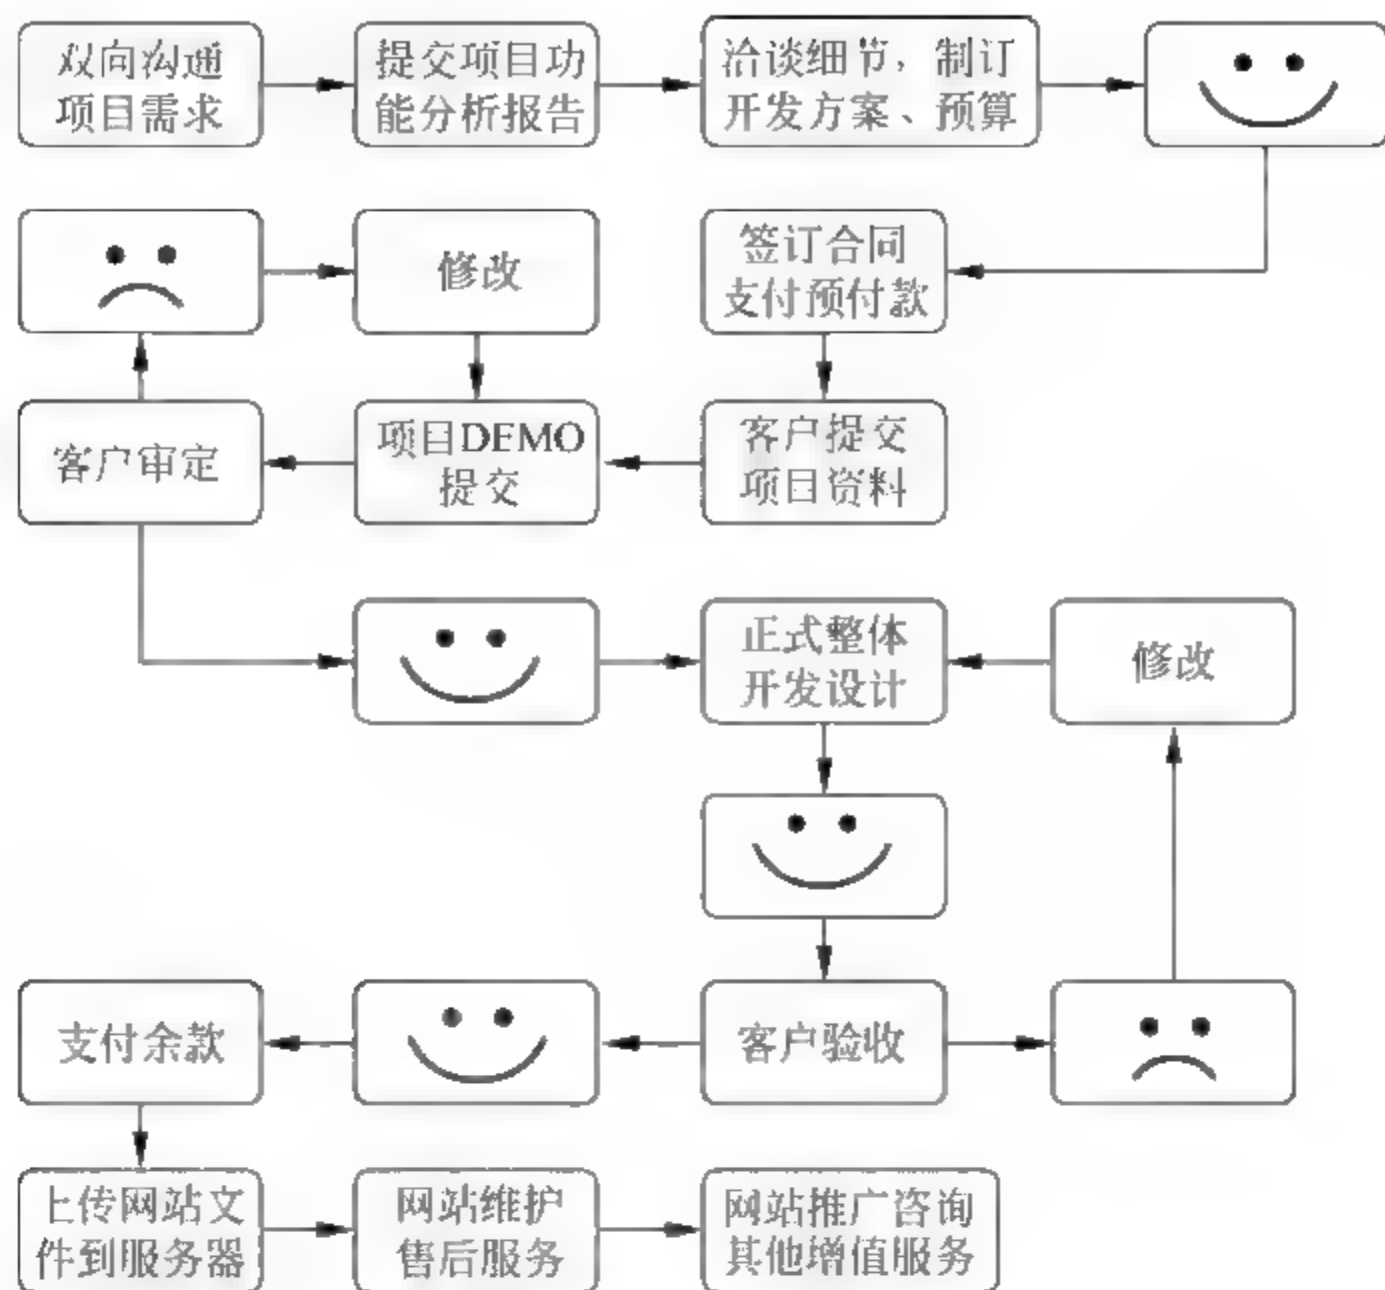 双向沟通
项目需求
提交项目功
能分析报告
洽谈细节，制订
开发方案、预算
修改
签订合同
支付预付款
客户审定
项目DEMO
提交
客户提交
项目资料
正式整体
开发设计
修改
支付余款
客户验收
上传网站文
件到服务器
网站维护
售后服务
网站推广咨询
其他增值服务